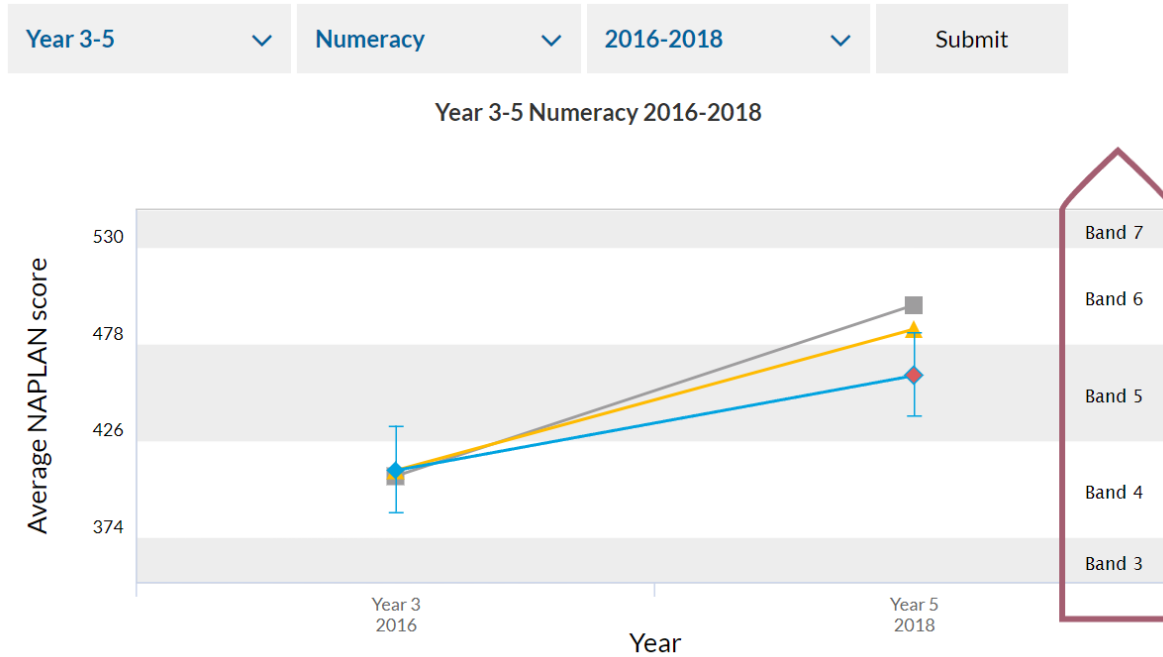 Year 3-5 Numeracy 2016-2018 Submit
Year 3-5 Numeracy 2016-2018
Average NAPLAN score
530
478
426
374
Band 7
Band 6
Band 5
Band 4
Band 3
Year 3
2016
Year 5
2018
Year